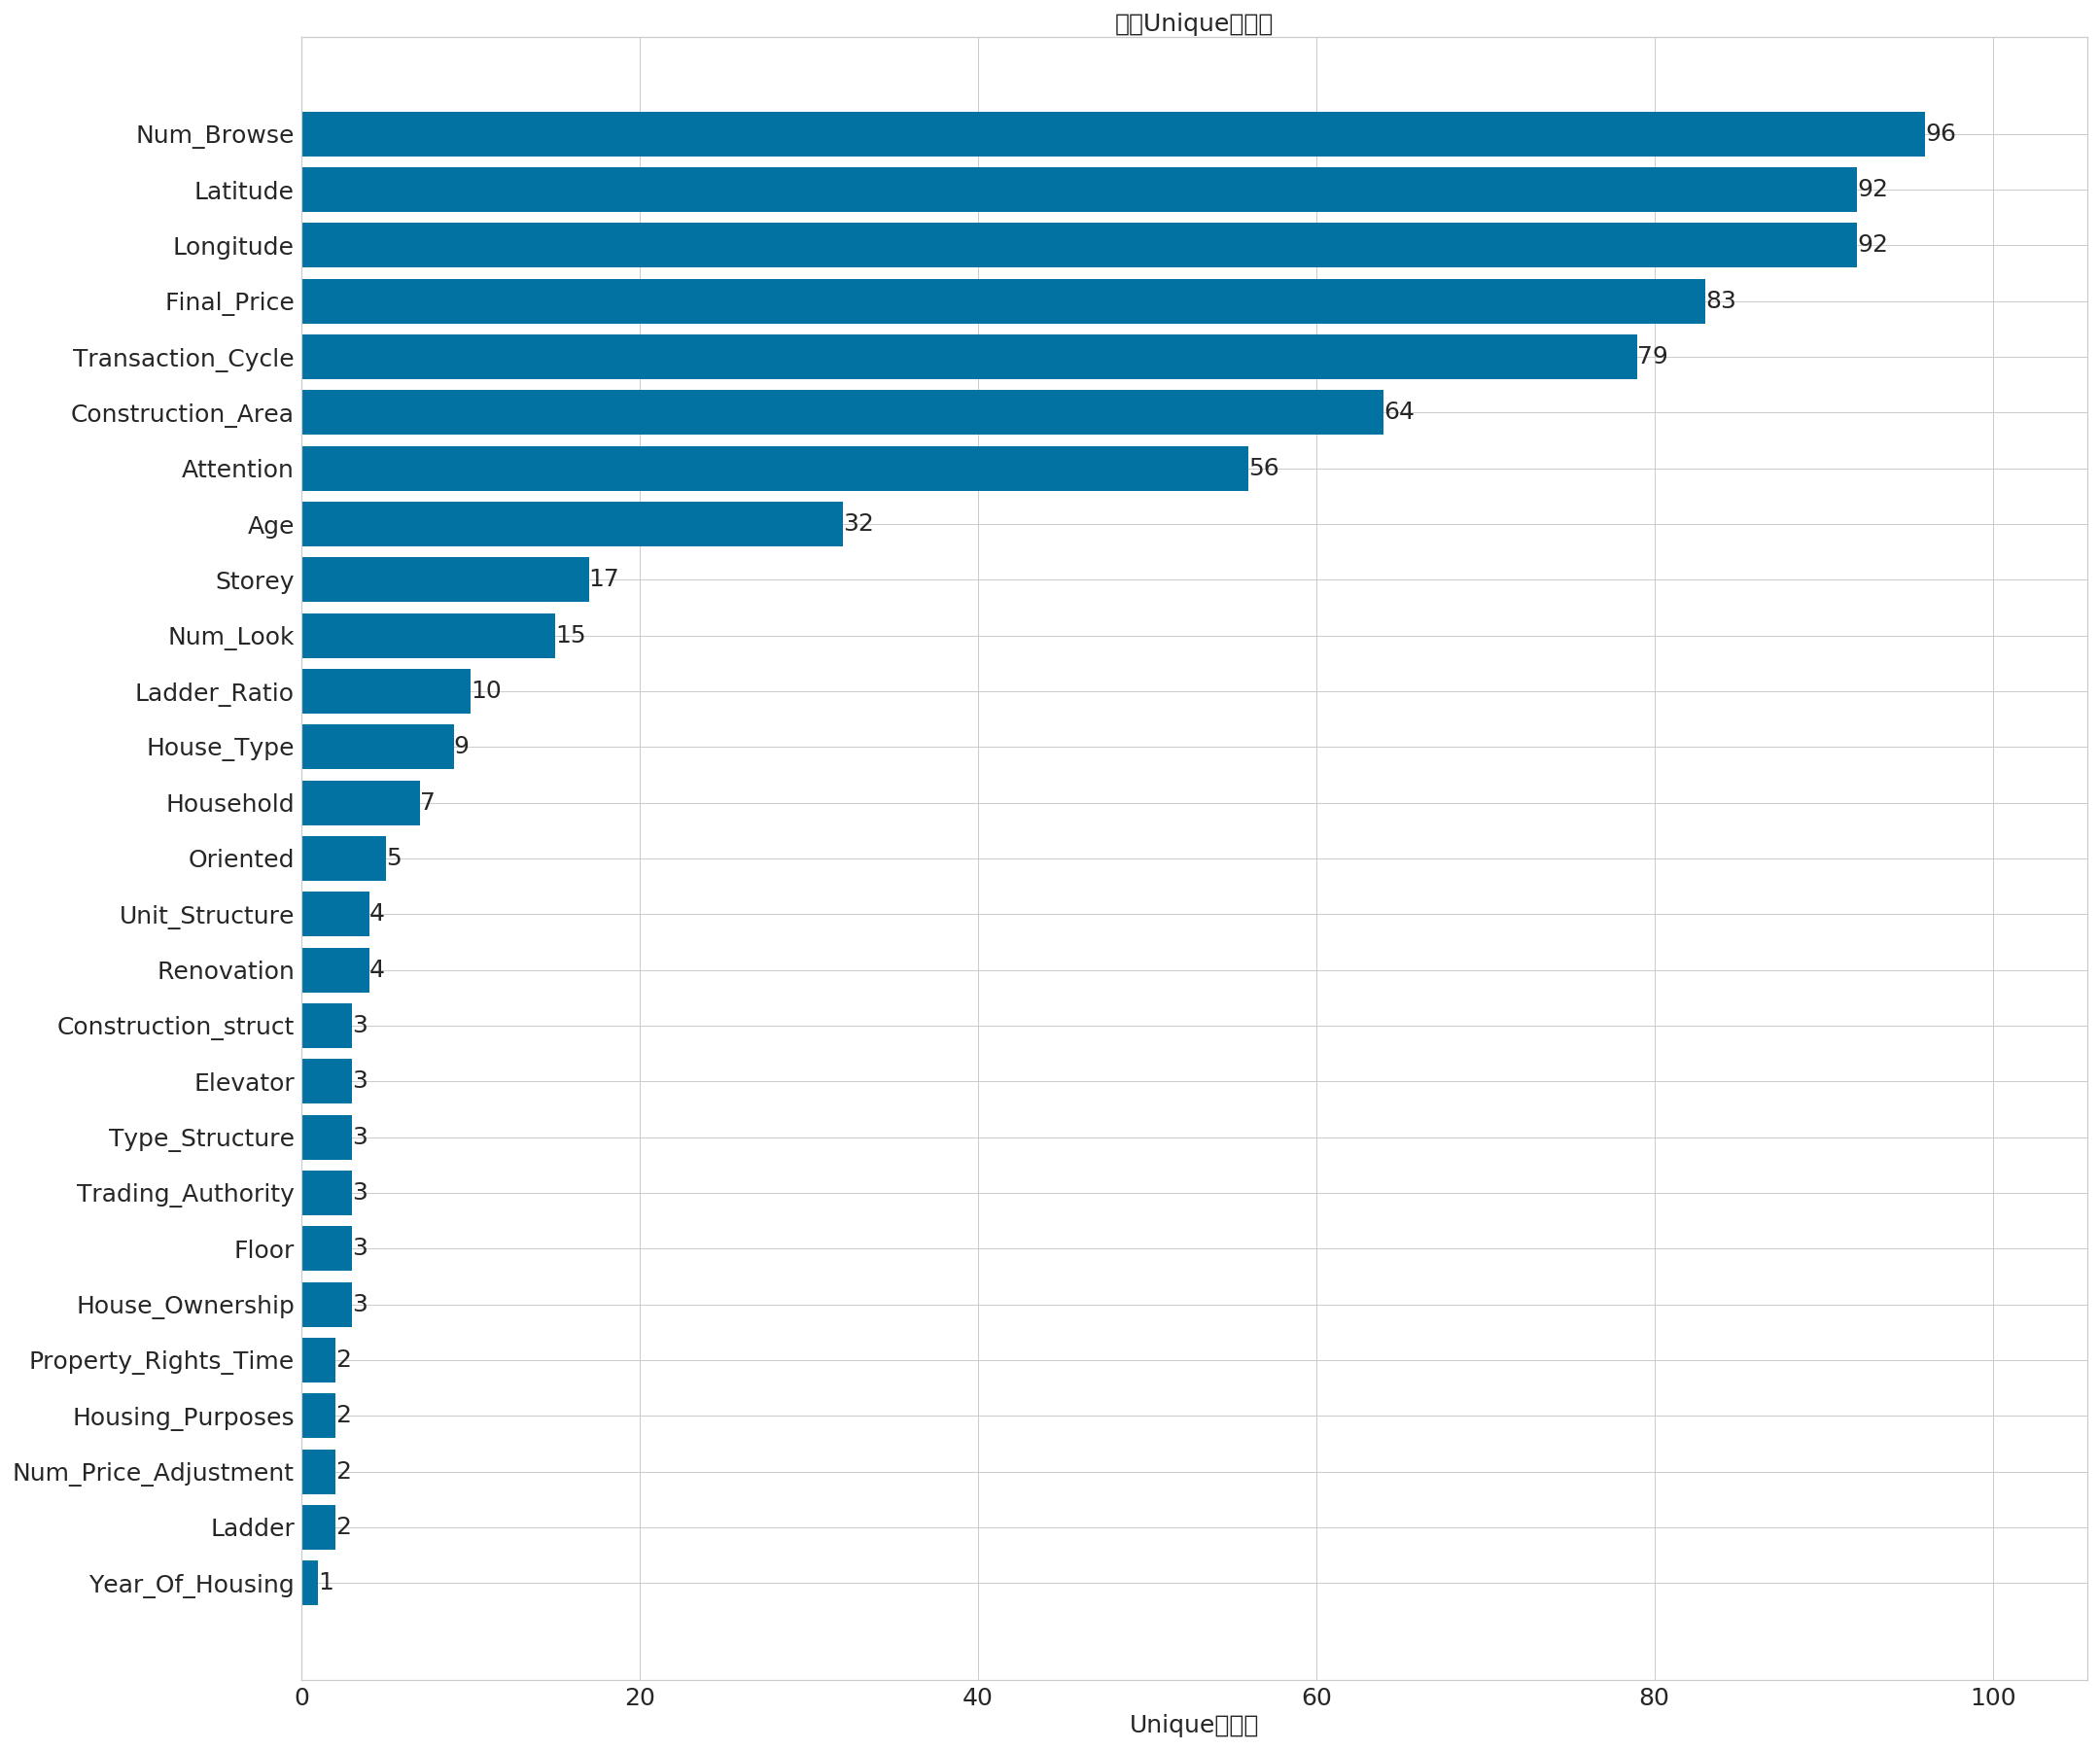 Unique
Num_Browse 96
Latitude 92
Longitude 92
Final_Price 83
Transaction_Cycle 79
Construction_Area 64
Attention 56
Age 32
Storey 17
Num_Look 15
Ladder_Ratio 10
House_Type 9
Household 7
Oriented 5
Unit_Structure 4
Renovation 4
Construction_struct 3
Elevator 3
Type_Structure 3
Trading_Authority 3
Floor 3
House_Ownership 3
Property_Rights_Time 2
Housing_Purposes 2
Num_Price_Adjustment 2
Ladder 2
Year_Of_Housing 1
0 20 40 60 80 100
Unique